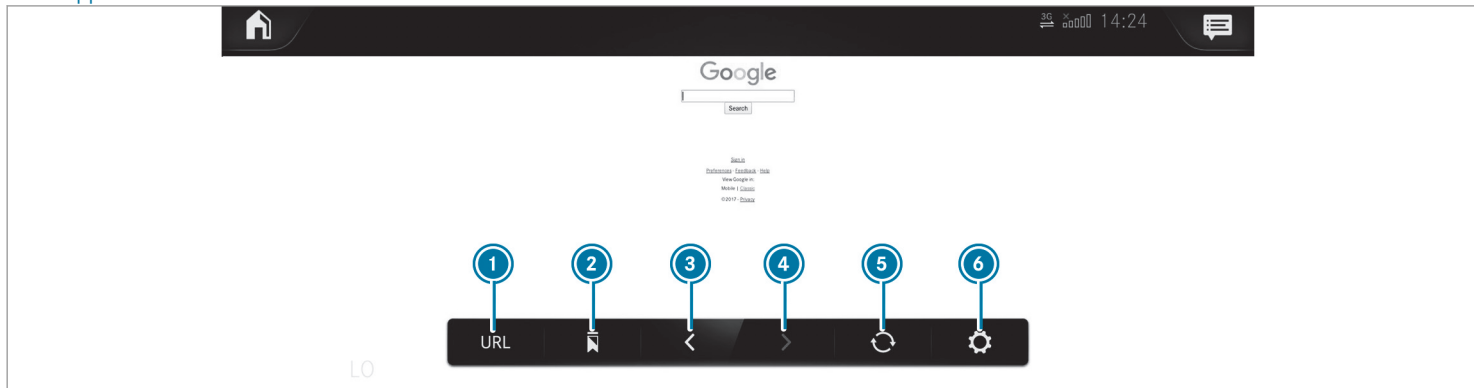 3G 14:24
Google
Search
Sign in
Preferences - Feedback - Help
View Google in:
Mobile | Classic
©2017 - Privacy
1 2 3 4 5 6
URL
LO